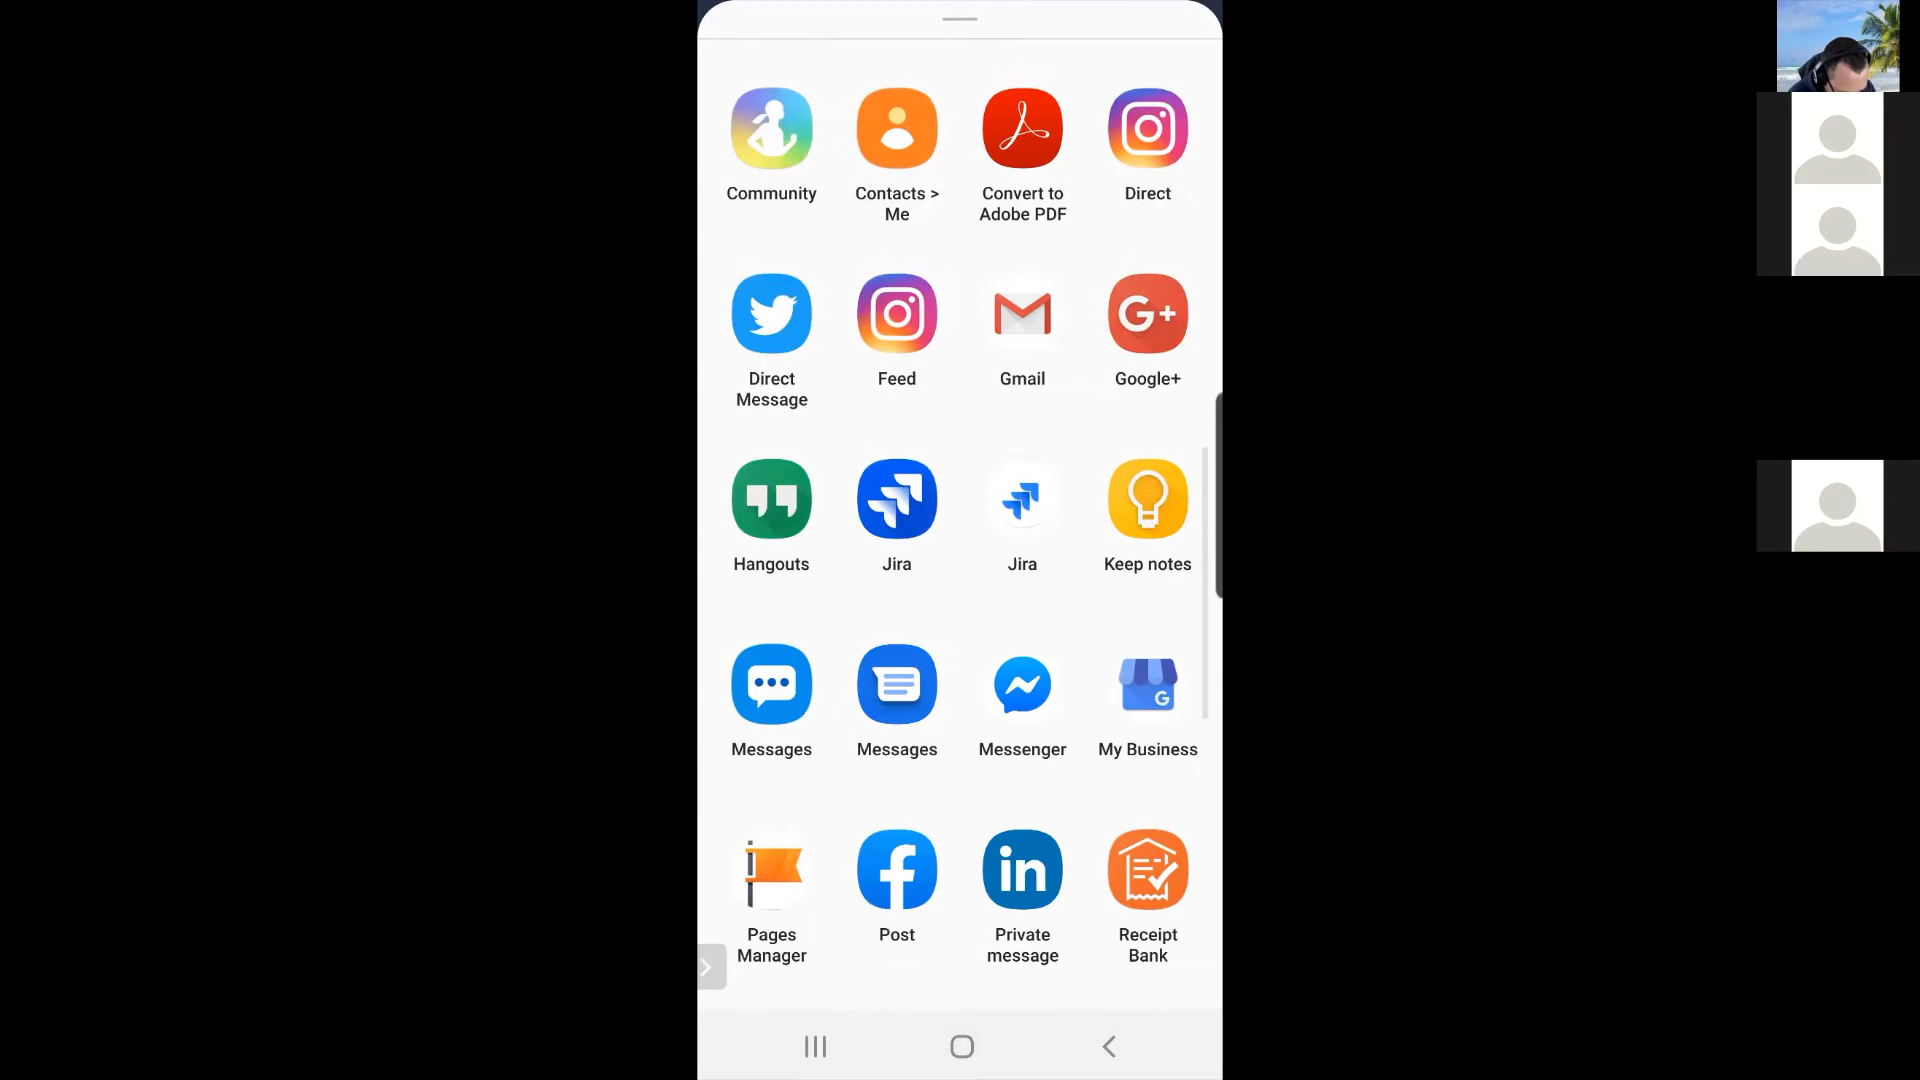 Community
Contacts >
Me
Convert to
Adobe PDF
Direct
Direct
Message
Feed
Gmail
G+
Google+
Hangouts
Jira
Jira
Keep notes
Messages
Messages
Messenger
G
My Business
Pages
Manager
f
Post
in
Private
message
Receipt
Bank